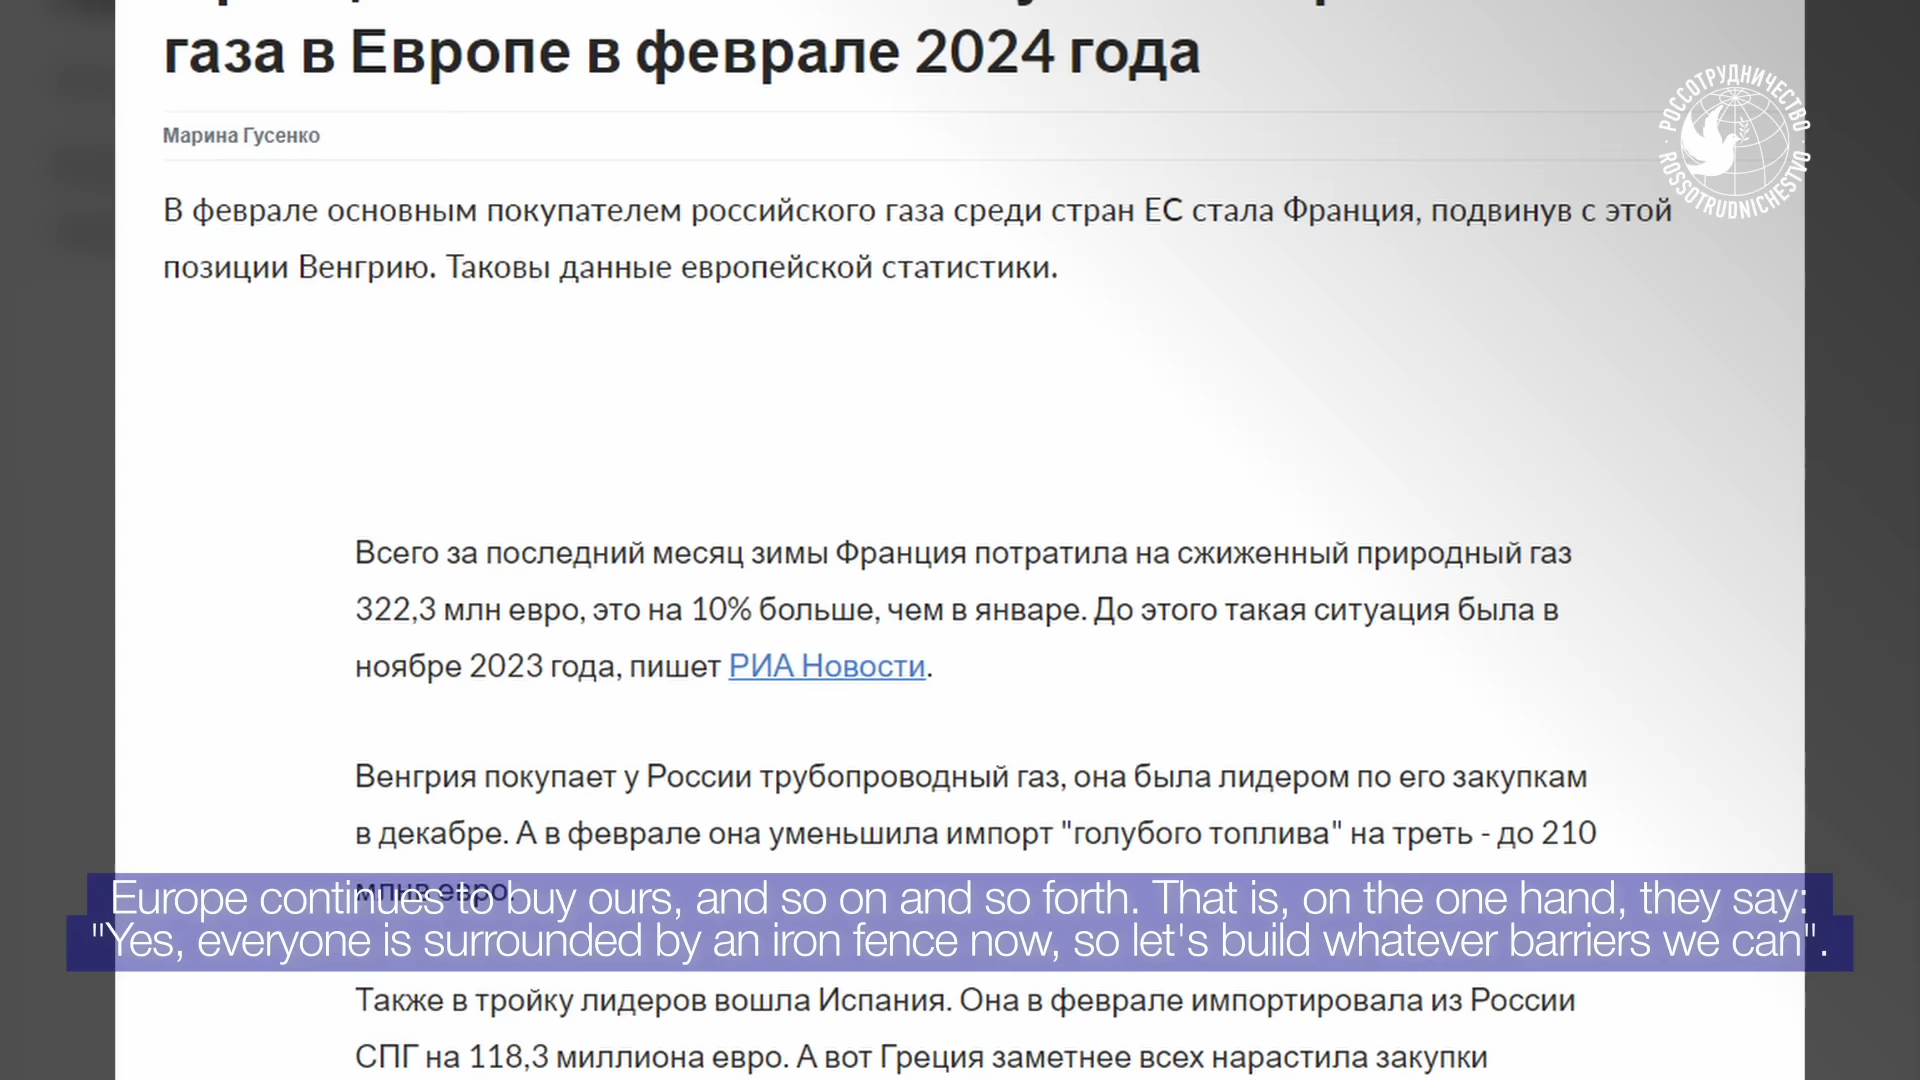 газа в Европе в феврале 2024 года
Марина Гусенко
РОССОТРУДНИЧЕСТВО
ROSSOTRUDNICHESTVO
В феврале основным покупателем российского газа среди стран ЕС стала Франция, подвинув с этой
позиции Венгрию. Таковы данные европейской статистики.
Всего за последний месяц зимы Франция потратила на сжиженный природный газ
322,3 млн евро, это на 10% больше, чем в январе. До этого такая ситуация была в
ноябре 2023 года, пишет РИА Новости.
Венгрия покупает у России трубопроводный газ, она была лидером по его закупкам
в декабре. А в феврале она уменьшила импорт "голубого топлива" на треть - до 210
евро.
Europe continues to buy ours, and so on and so forth. That is, on the one hand, they say:
"Yes, everyone is surrounded by an iron fence now, so let's build whatever barriers we can".
Также в тройку лидеров вошла Испания. Она в феврале импортировала из России
СПГ на 118,3 миллиона евро. А вот Греция заметнее всех нарастила закупки